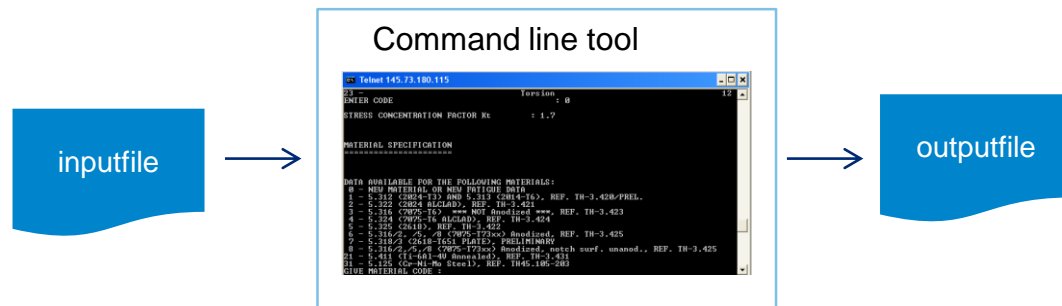 Command line tool
inputfile
Telnet 145.73.180.115
23 - Torsion 12
ENTER CODE : 0
STRESS CONCENTRATION FACTOR Kt : 1.7
MATERIAL SPECIFICATION
======================
DATA AVAILABLE FOR THE FOLLOWING MATERIALS:
0 - NEW MATERIAL OR NEW FATIGUE DATA
1 - 5.312 (2024-T3) AND 5.313 (2014-T6), REF. TH-3.420/PREL.
2 - 5.322 (2024 ALCLAD), REF. TH-3.421
3 - 5.316 (7075-T6) *** NOT Anodized ***, REF. TH-3.423
4 - 5.324 (7075-T6 ALCLAD), REF. TH-3.424
5 - 5.325 (2618), REF. TH-3.422
6 - 5.316/2, /5, /8 (7075-T73xx) Anodized, REF. TH-3.425
7 - 5.318/3 (2618-T651 PLATE), PRELIMINARY
8 - 5.316/2,/5,/8 (7075-T73xx) Anodized, notch surf. unanod., REF. TH-3.425
21 - 5.411 (Ti-6Al-4V Annealed), REF. TH-3.431
31 - 5.125 (Cr-Ni-Mo Steel), REF. TH45.105-203
GIVE MATERIAL CODE :
outputfile